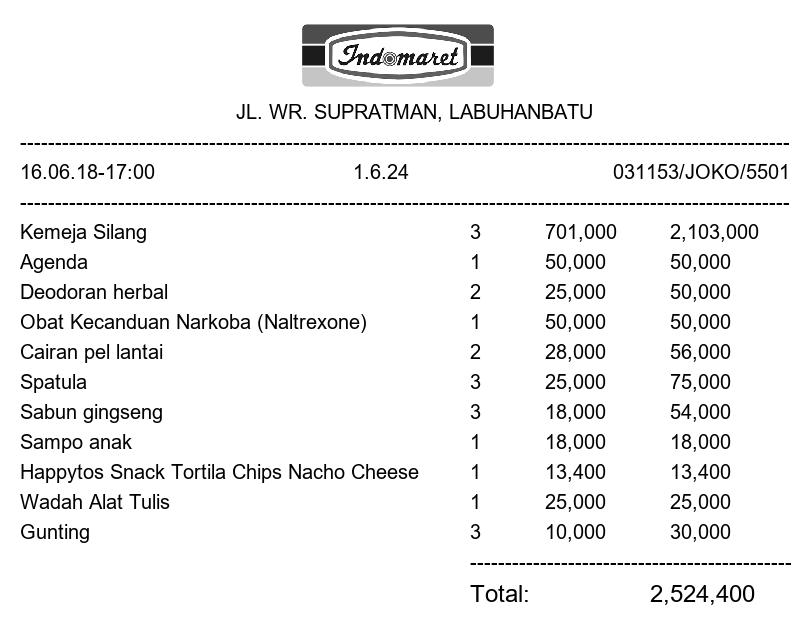 Indomaret
JL. WR. SUPRATMAN, LABUHANBATU
16.06.18-17:00 1.6.24 031153/JOKO/5501
Kemeja Silang 3 701,000 2,103,000
Agenda 1 50,000 50,000
Deodoran herbal 2 25,000 50,000
Obat Kecanduan Narkoba (Naltrexone) 1 50,000 50,000
Cairan pel lantai 2 28,000 56,000
Spatula 3 25,000 75,000
Sabun gingseng 3 18,000 54,000
Sampo anak 1 18,000 18,000
Happytos Snack Tortila Chips Nacho Cheese 1 13,400 13,400
Wadah Alat Tulis 1 25,000 25,000
Gunting 3 10,000 30,000
Total: 2,524,400